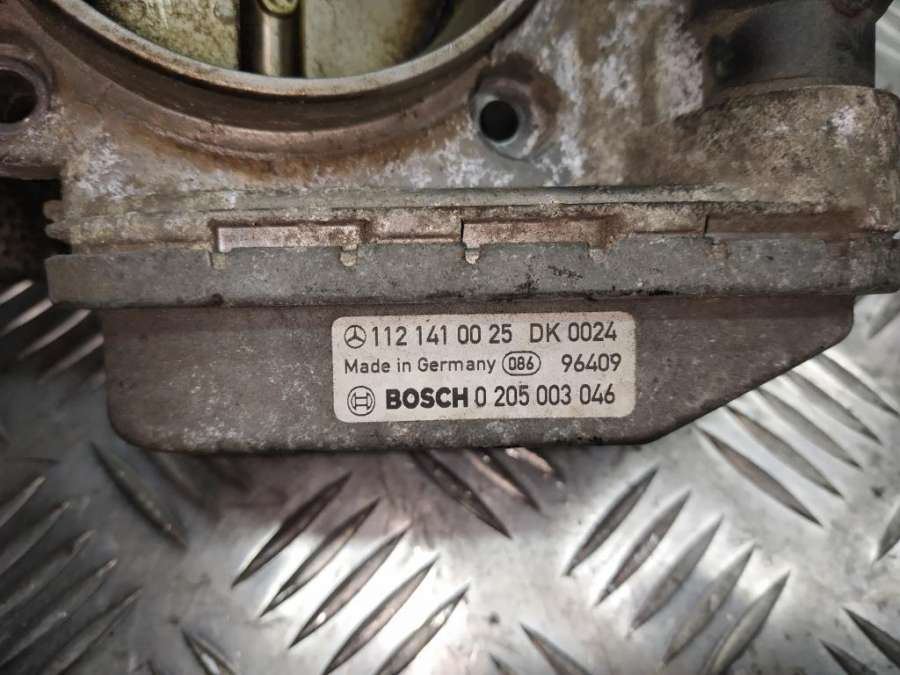 112 141 00 25 DK 0024
Made in Germany 086 96409
BOSCH 0 205 003 046